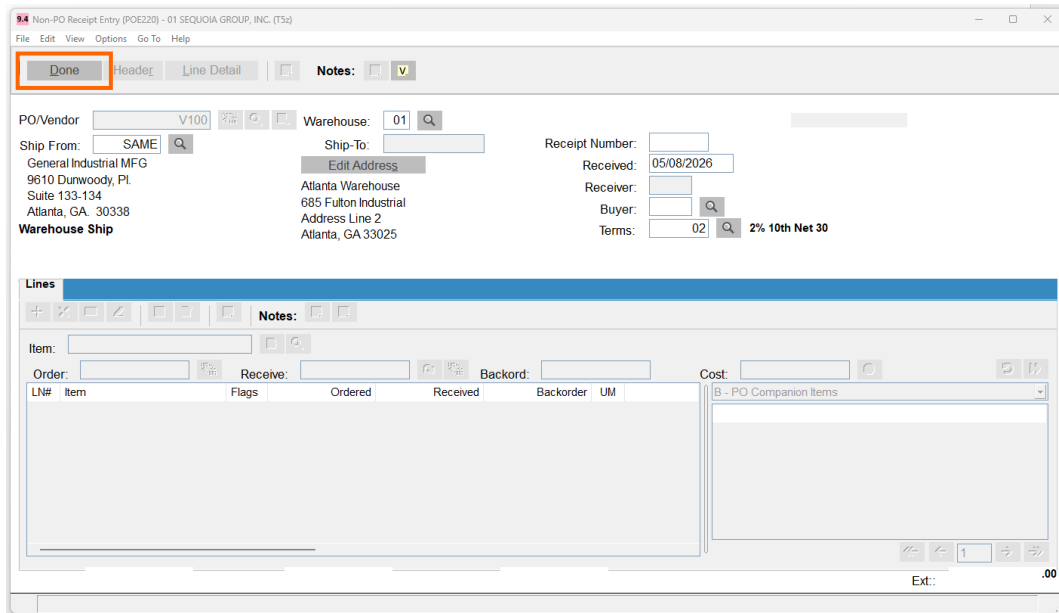 9.4 Non-PO Receipt Entry (POE220) - 01 SEQUOIA GROUP, INC. (T5z)
File Edit View Options Go To Help
Done Header Line Detail Notes: V
PO/Vendor V100 Warehouse: 01
Ship From: SAME Ship-To: Receipt Number:
General Industrial MFG Edit Address Received: 05/08/2026
9610 Dunwoody, Pl. Atlanta Warehouse Receiver:
Suite 133-134 685 Fulton Industrial Buyer:
Atlanta, GA. 30338 Address Line 2
Warehouse Ship Atlanta, GA 33025 Terms: 02 2% 10th Net 30
Lines
Notes:
Item:
Order: Receive: Backord: Cost:
LN# Item Flags Ordered Received Backorder UM B - PO Companion Items
1
Ext:: .00